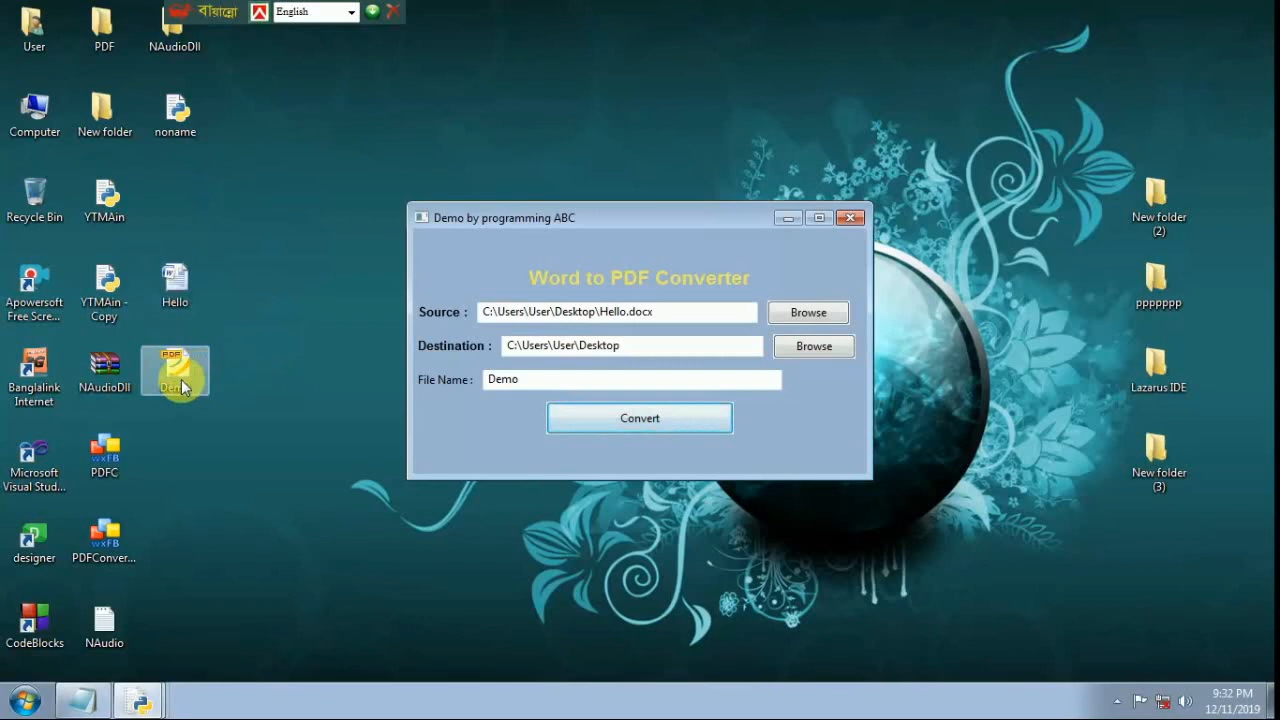 বায়ান্নো
English
User
PDF
NAudioDll
Computer
New folder
noname
Recycle Bin
YTMAin
Apowersoft
Free Scre...
YTMAin -
Copy
Hello
Banglalink
Internet
NAudioDll
PDF
Microsoft
Visual Stud...
wxFB
PDFC
designer
wxFB
PDFConver...
CodeBlocks
NAudio
Demo by programming ABC
Word to PDF Converter
Source :
C:\Users\User\Desktop\Hello.docx
Browse
Destination :
C:\Users\User\Desktop
Browse
File Name :
Demo
Convert
New folder
(2)
ppppppp
Lazarus IDE
New folder
(3)
9:32 PM
12/11/2019